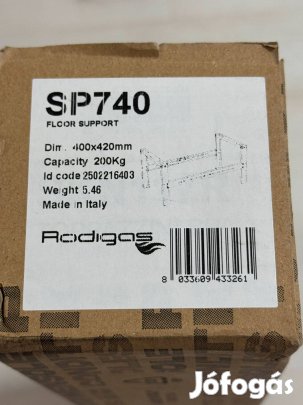 SP740
FLOOR SUPPORT
Dim. 400x420mm
Capacity 200Kg
Id code 2502216403
Weight 5.46
Made in Italy
Rodigas
8 033609 433261
Jófogás